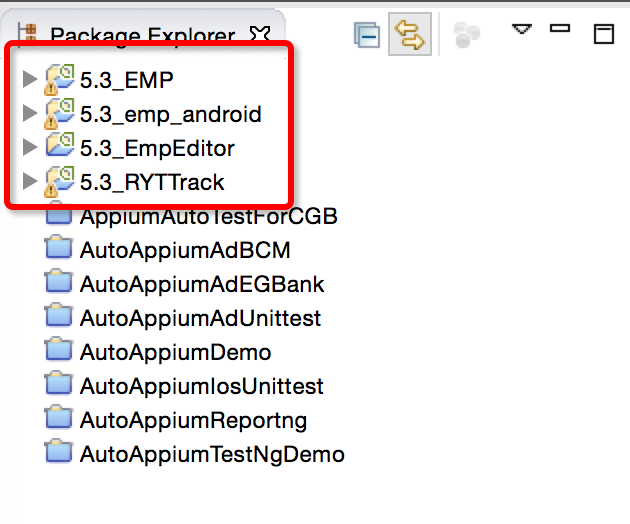 Package Explorer
5.3_EMP
5.3_emp_android
5.3_EmpEditor
5.3_RYTTrack
AppiumAutoTestForCGB
AutoAppiumAdBCM
AutoAppiumAdEGBank
AutoAppiumAdUnittest
AutoAppiumDemo
AutoAppiumIosUnittest
AutoAppiumReportng
AutoAppiumTestNgDemo